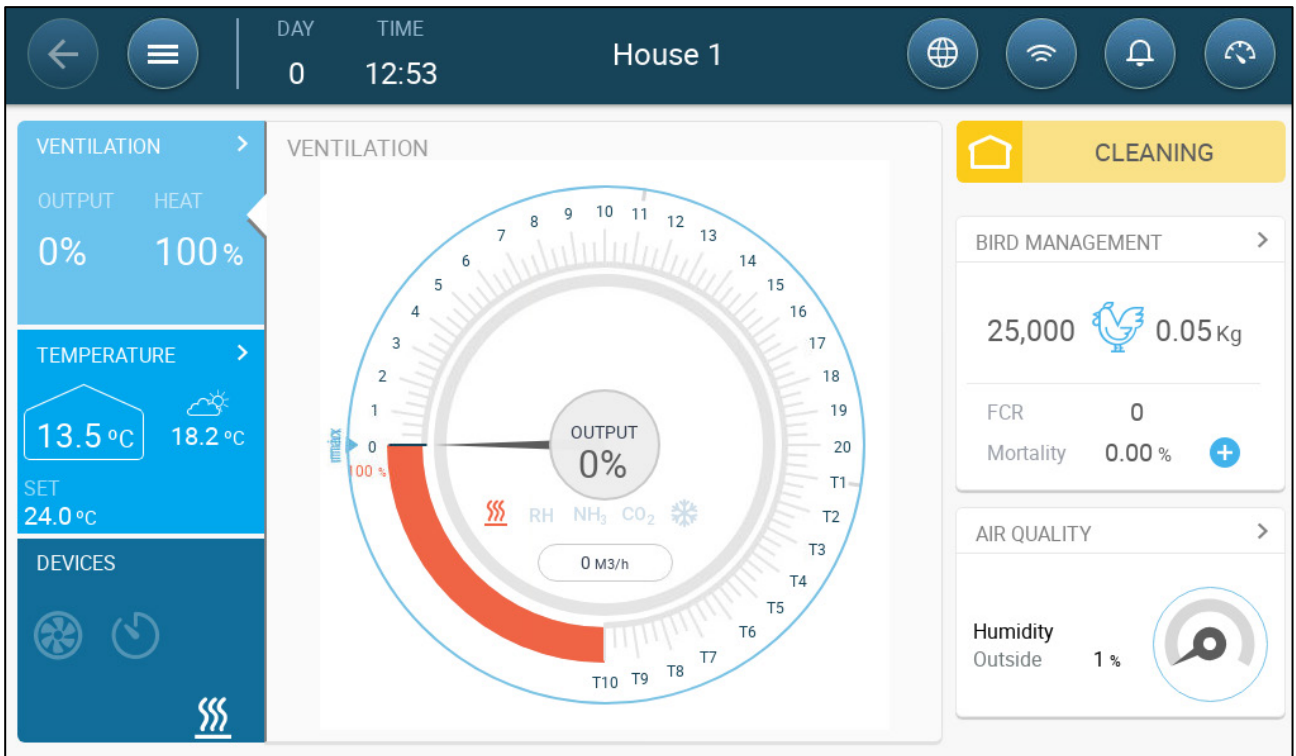 DAY TIME
0 12:53
House 1
VENTILATION
OUTPUT HEAT
0% 100 %
TEMPERATURE
13.5 ºC 18.2 ºC
SET
24.0 ºC
DEVICES
VENTILATION
0
1
2
3
4
5
6
7
8
9
10
11
12
13
14
15
16
17
18
19
20
T1
T2
T3
T4
T5
T6
T7
T8
T9
T10
100 %
OUTPUT
0%
RH NH₃ CO₂
0 M3/h
CLEANING
BIRD MANAGEMENT
25,000 0.05 Kg
FCR 0
Mortality 0.00 %
AIR QUALITY
Humidity
Outside 1 %